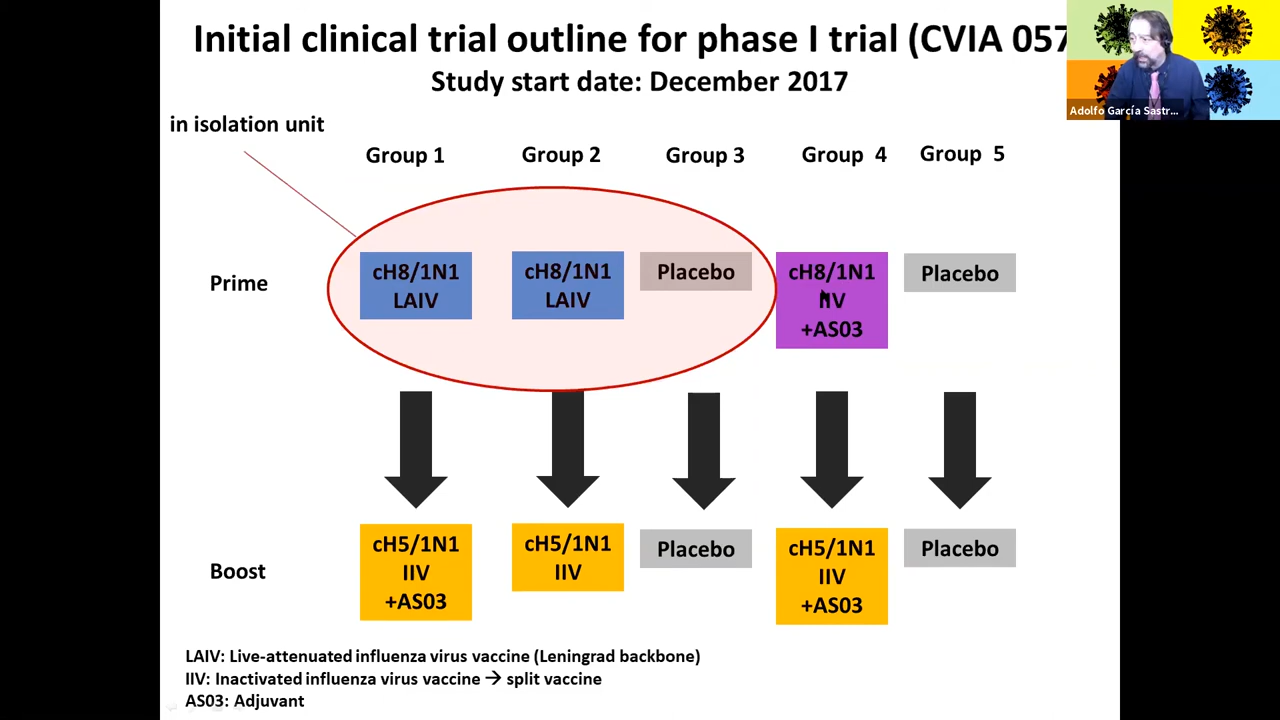 Initial clinical trial outline for phase I trial (CVIA 057
Study start date: December 2017
Adolfo García Sastr...
in isolation unit
Group 1
Group 2
Group 3
Group 4
Group 5
Prime
cH8/1N1
LAIV
cH8/1N1
LAIV
Placebo
cH8/1N1
IIV
+AS03
Placebo
Boost
cH5/1N1
IIV
+AS03
cH5/1N1
IIV
Placebo
cH5/1N1
IIV
+AS03
Placebo
LAIV: Live-attenuated influenza virus vaccine (Leningrad backbone)
IIV: Inactivated influenza virus vaccine → split vaccine
AS03: Adjuvant